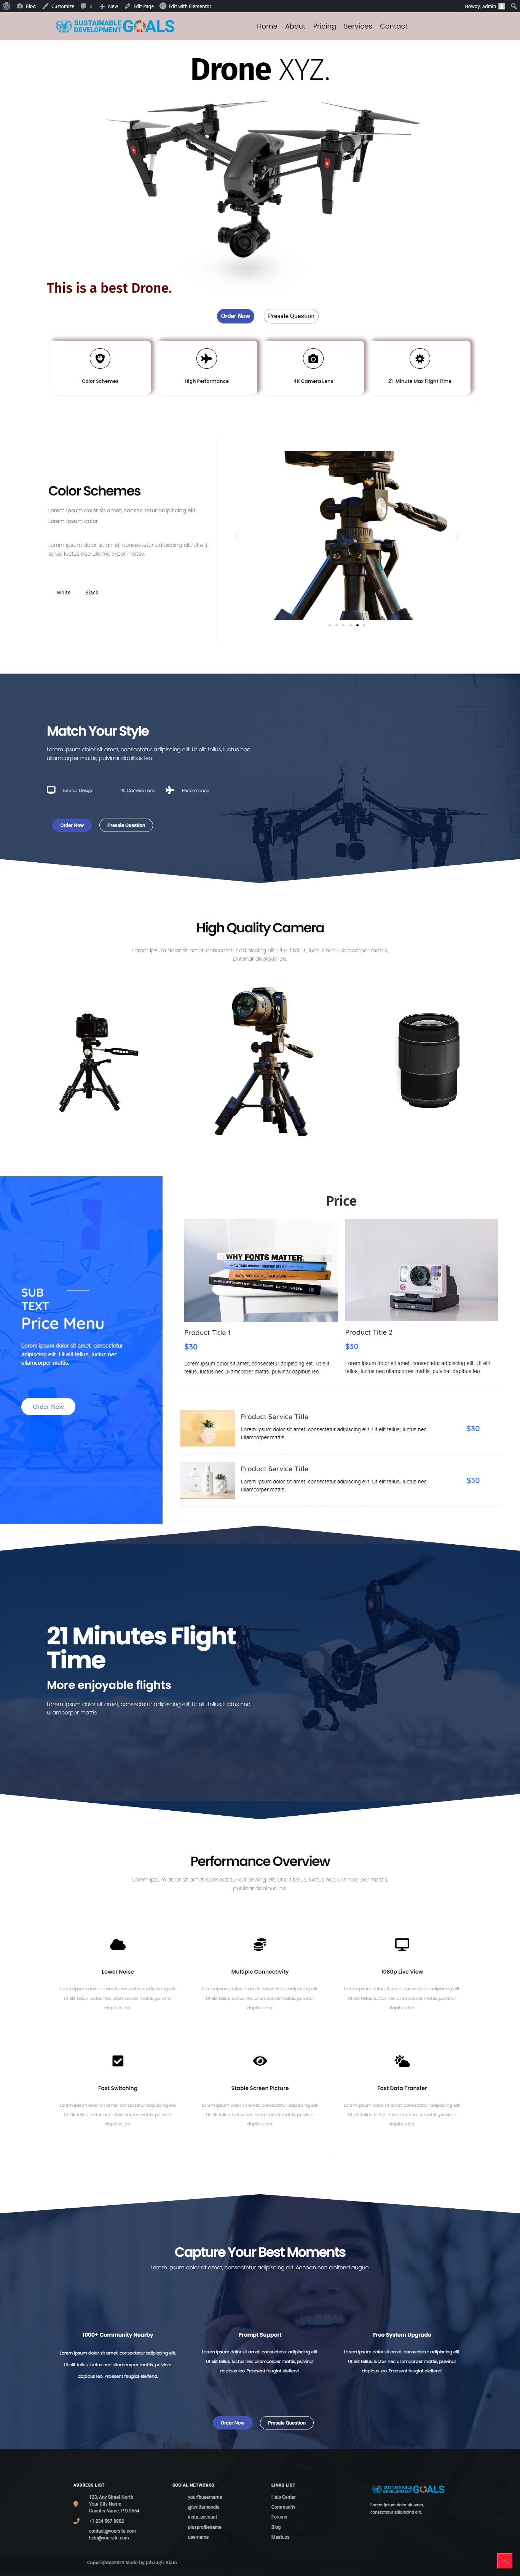 Blog Customize 0 New Edit Page Edit with Elementor Howdy, admin
SUSTAINABLE DEVELOPMENT GOALS
Home About Pricing Services Contact
Drone XYZ.
This is a best Drone.
Order Now Presale Question
Color Schemes High Performance 4K Camera Lens 21-Minute Max Flight Time
Color Schemes
Lorem ipsum dolor sit amet, consec tetur adipiscing elit.
Lorem ipsum dolor
Lorem ipsum dolor sit amet, consectetur adipiscing elit. Ut elit
tellus, luctus nec ullamc orper mattis.
White Black
Match Your Style
Lorem ipsum dolor sit amet, consectetur adipiscing elit. Ut elit tellus, luctus nec
ullamcorper mattus, pulvinar dapibus leo.
Exterior Design 4K Camera Lens Performance
Order Now Presale Question
High Quality Camera
Lorem ipsum dolor sit amet, consectetur adipiscing elit. Ut elit tellus, luctus nec ullamcorper mattis,
pulvinar dapibus leo.
SUB
TEXT
Price Menu
Lorem ipsum dolor sit amet, consectetur
adipiscing elit. Ut elit tellus, luctus nec
ullamcorper mattis.
Order Now
Price
WHY FONTS MATTER.
Product Title 1
$30
Lorem ipsum dolor sit amet, consectetur adipiscing elit. Ut elit
tellus, luctus nec ullamcorper mattis, pulvinar dapibus leo.
Product Title 2
$30
Lorem ipsum dolor sit amet, consectetur adipiscing elit. Ut elit
tellus, luctus nec ullamcorper mattis, pulvinar dapibus leo.
Product Service Title
Lorem ipsum dolor sit amet, consectetur adipiscing elit. Ut elit tellus, luctus nec
ullamcorper mattis
$30
Product Service Title
Lorem ipsum dolor sit amet, consectetur adipiscing elit. Ut elit tellus, luctus nec
ullamcorper mattis
$30
21 Minutes Flight
Time
More enjoyable flights
Lorem ipsum dolor sit amet, consectetur adipiscing elit. Ut elit tellus, luctus nec
ullamcorper mattis.
Performance Overview
Lorem ipsum dolor sit amet, consectetur adipiscing elit. Ut elit tellus, luctus nec ullamcorper mattis,
pulvinar dapibus leo.
Lower Noise
Lorem ipsum dolor sit amet, consectetur adipiscing elit.
Ut elit tellus, luctus nec ullamcorper mattis, pulvinar
dapibus leo.
Multiple Connectivity
Lorem ipsum dolor sit amet, consectetur adipiscing elit.
Ut elit tellus, luctus nec ullamcorper mattis, pulvinar
dapibus leo.
1080p Live View
Lorem ipsum dolor sit amet, consectetur adipiscing elit.
Ut elit tellus, luctus nec ullamcorper mattis, pulvinar
dapibus leo.
Fast Switching
Lorem ipsum dolor sit amet, consectetur adipiscing elit.
Ut elit tellus, luctus nec ullamcorper mattis, pulvinar
dapibus leo.
Stable Screen Picture
Lorem ipsum dolor sit amet, consectetur adipiscing elit.
Ut elit tellus, luctus nec ullamcorper mattis, pulvinar
dapibus leo.
Fast Data Transfer
Lorem ipsum dolor sit amet, consectetur adipiscing elit.
Ut elit tellus, luctus nec ullamcorper mattis, pulvinar
dapibus leo.
Capture Your Best Moments
Lorem ipsum dolor sit amet, consectetur adipiscing elit. Aenean non eleifend augue.
1000+ Community Nearby
Lorem ipsum dolor sit amet, consectetur adipiscing elit.
Ut elit tellus, luctus nec ullamcorper mattis, pulvinar
dapibus leo. Praesent feugiat eleifend.
Prompt Support
Lorem ipsum dolor sit amet, consectetur adipiscing elit.
Ut elit tellus, luctus nec ullamcorper mattis, pulvinar
dapibus leo. Praesent feugiat eleifend.
Free System Upgrade
Lorem ipsum dolor sit amet, consectetur adipiscing elit.
Ut elit tellus, luctus nec ullamcorper mattis, pulvinar
dapibus leo. Praesent feugiat eleifend.
Order Now Presale Question
ADDRESS LIST
123, Any Street North
Your City Name
Country Name. P.O 3554
+1 234 567 8902
contact@yoursite.com
help@yoursite.com
SOCIAL NETWORKS
yourfbusername
@twitterhandle
insta_account
plusprofilename
username
LINKS LIST
Help Center
Community
Forums
Blog
Meetups
SUSTAINABLE DEVELOPMENT GOALS
Lorem ipsum dolor sit amet,
consectetur adipiscing elit.
Copyright@2023 Made by Jahangir Alam